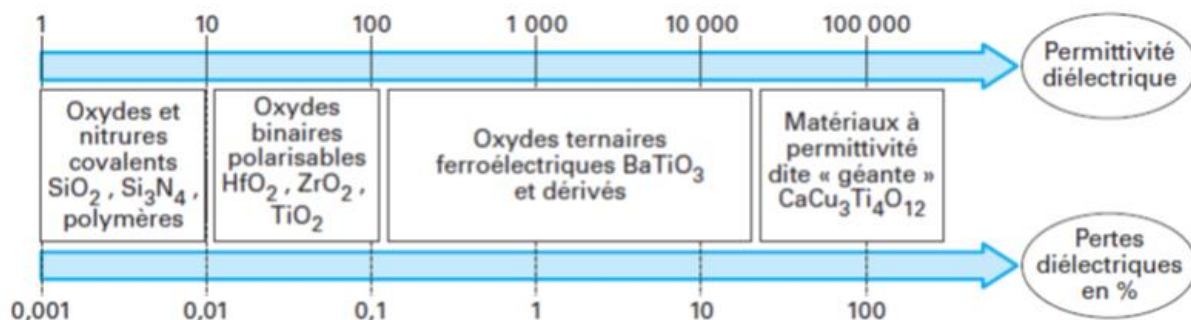 1 10 100 1 000 10 000 100 000
Permittivité
diélectrique
Oxydes et
nitrures
covalents
SiO₂ , Si₃N₄ ,
polymères
Oxydes
binaires
polarisables
HfO₂ , ZrO₂ ,
TiO₂
Oxydes ternaires
ferroélectriques BaTiO₃
et dérivés
Matériaux à
permittivité
dite « géante »
CaCu₃Ti₄O₁₂
Pertes
diélectriques
en %
0,001 0,01 0,1 1 10 100